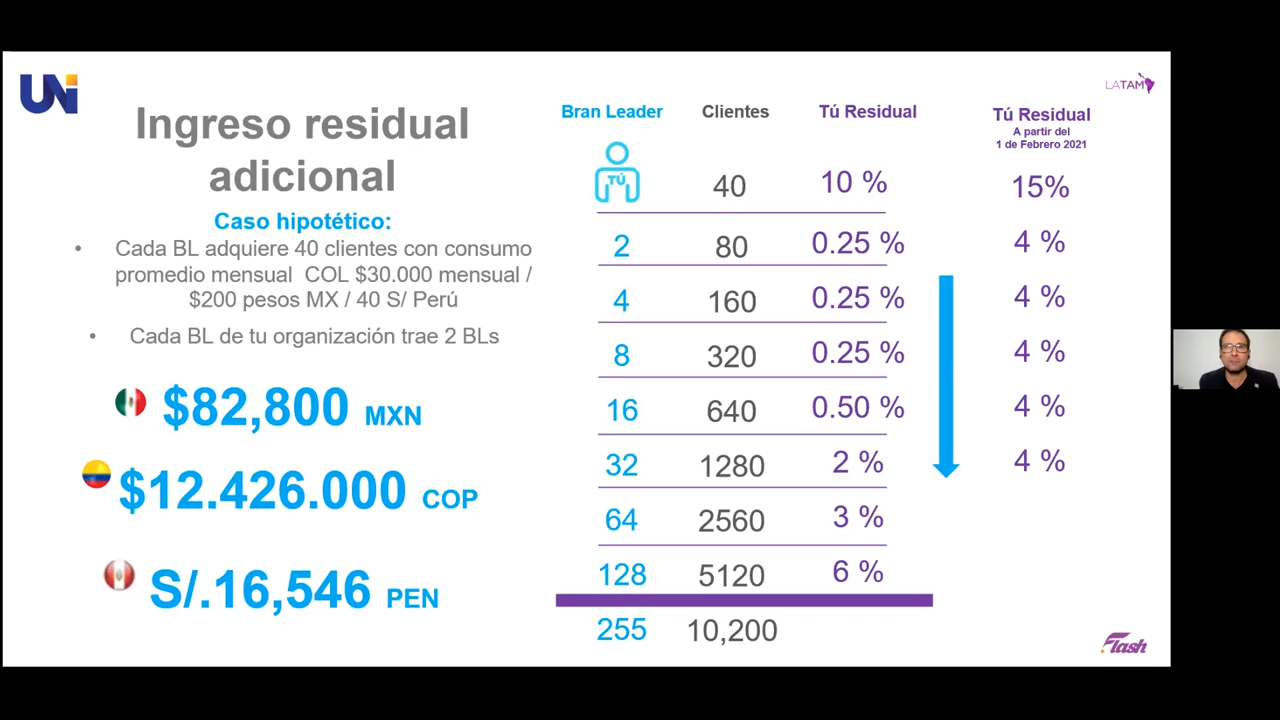 UNi
LATAM
Ingreso residual
adicional
Caso hipotético:
• Cada BL adquiere 40 clientes con consumo
promedio mensual COL $30.000 mensual /
$200 pesos MX / 40 S/ Perú
• Cada BL de tu organización trae 2 BLs
$82,800 MXN
$12.426.000 COP
S/.16,546 PEN
Bran Leader Clientes Tú Residual Tú Residual
A partir del
1 de Febrero 2021
TÚ 40 10 % 15%
2 80 0.25 % 4 %
4 160 0.25 % 4 %
8 320 0.25 % 4 %
16 640 0.50 % 4 %
32 1280 2 % 4 %
64 2560 3 %
128 5120 6 %
255 10,200
Flash